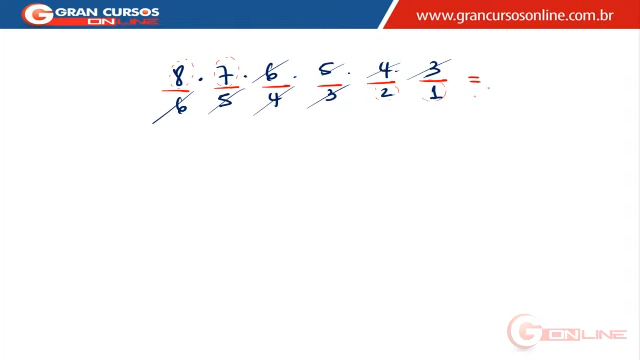 GRAN CURSOS
ONLINE
www.grancursosonline.com.br
8 · 7 · 6 · 5 · 4 · 3 =
6 5 4 3 2 1
G ONLINE